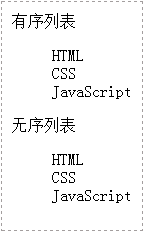 有序列表
HTML
CSS
JavaScript
无序列表
HTML
CSS
JavaScript